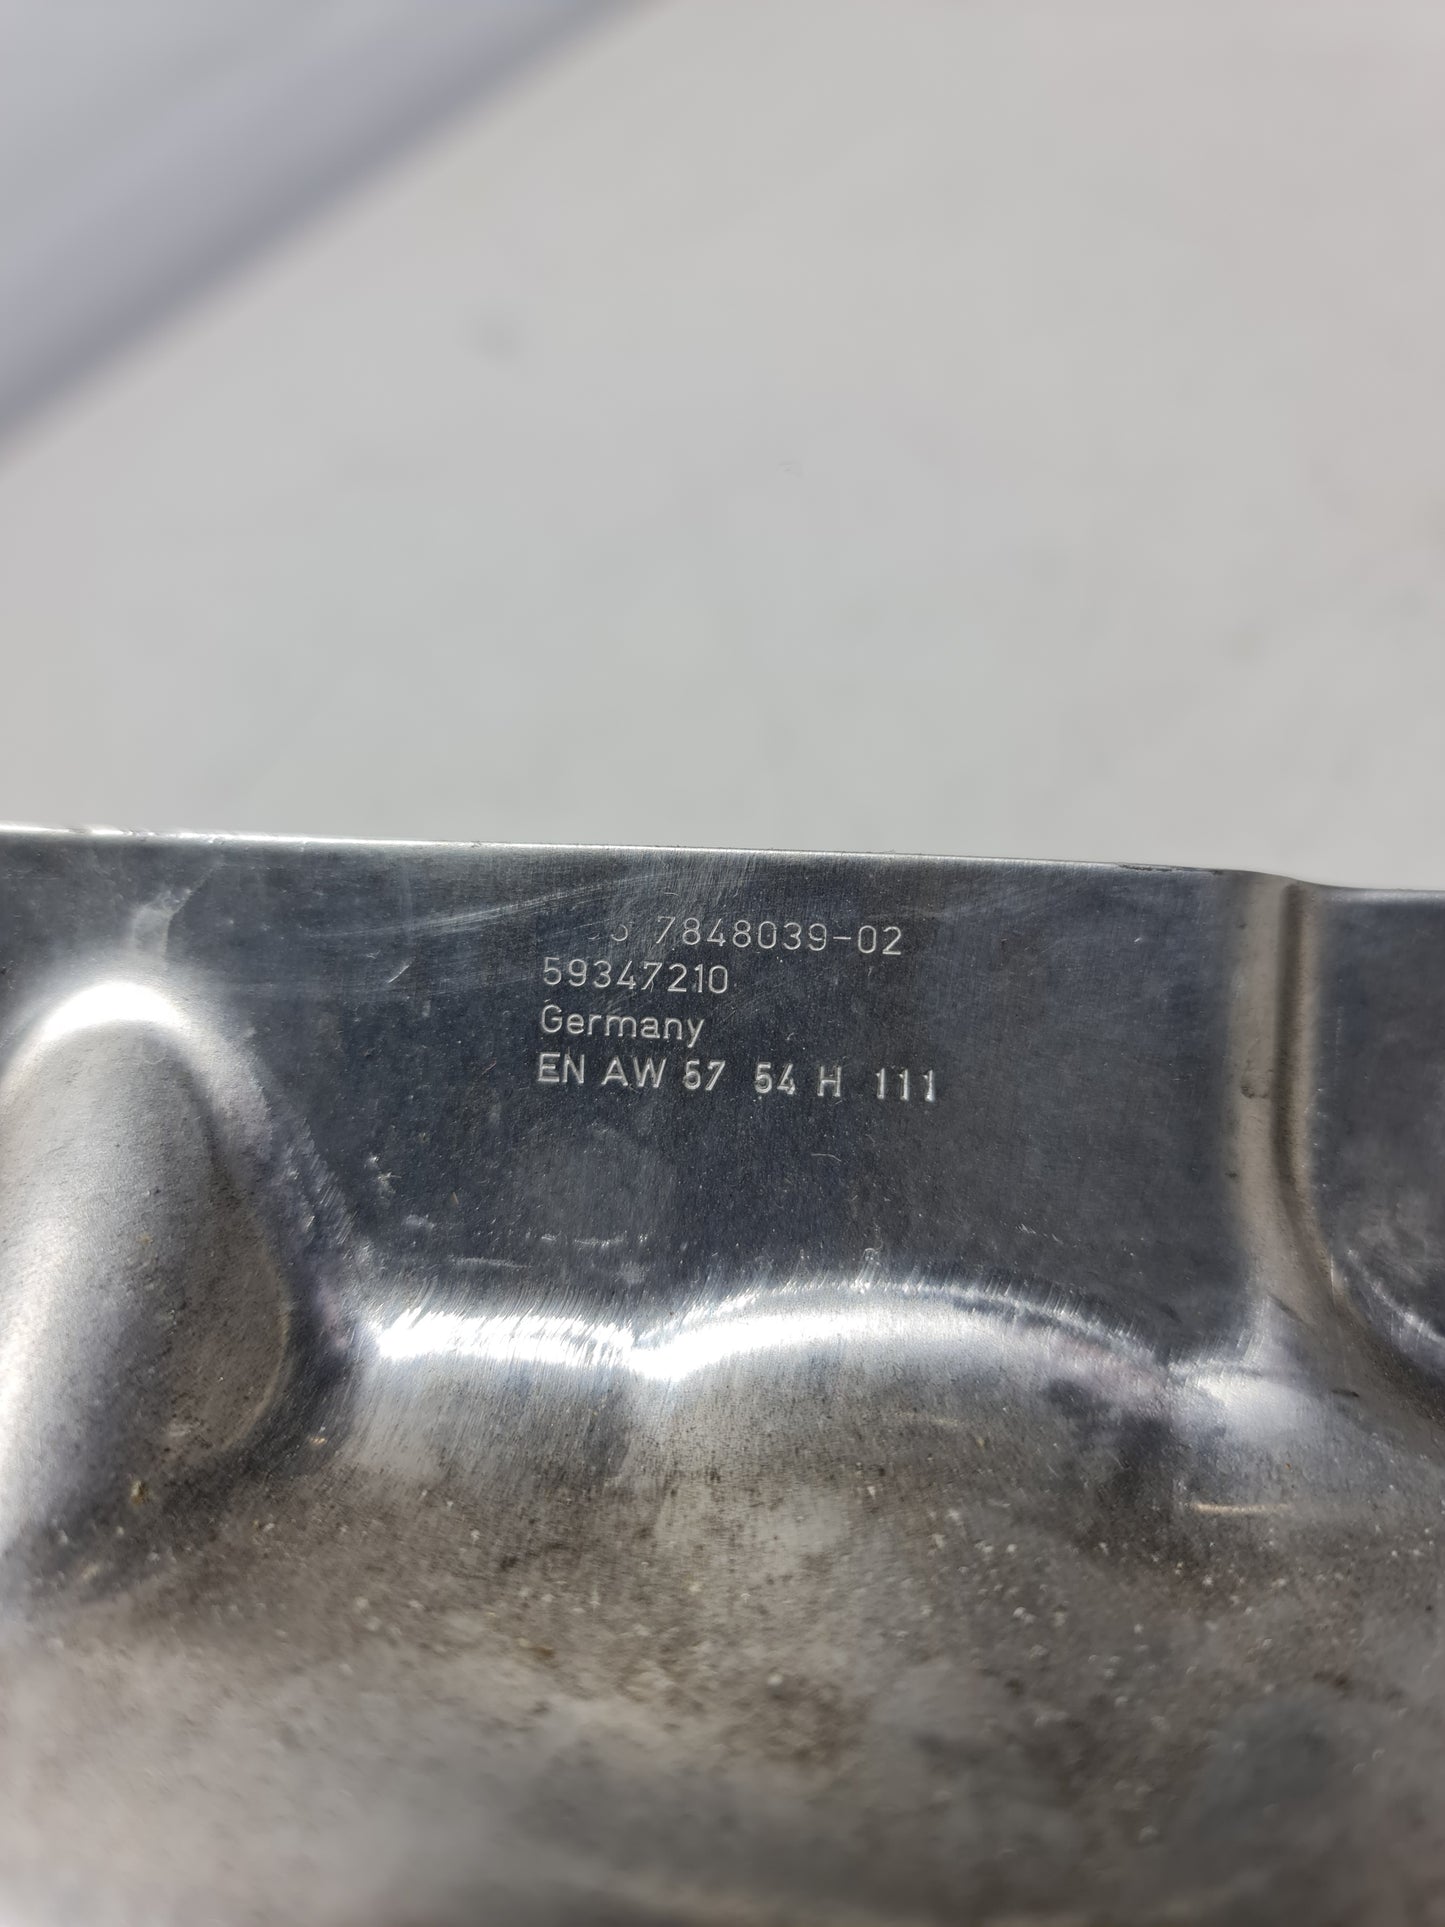 7848039-02
59347210
Germany
EN AW 57 54 H 111